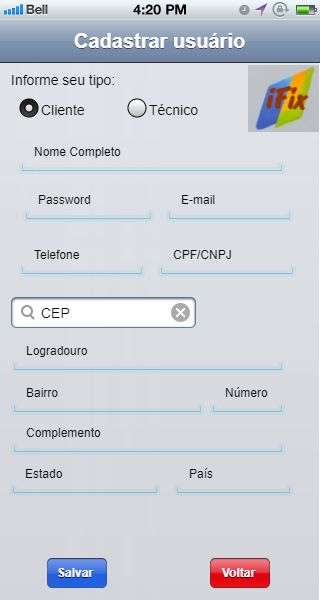 Bell 4:20 PM
Cadastrar usuário
Informe seu tipo:
Cliente Técnico
iFix
Nome Completo
Password E-mail
Telefone CPF/CNPJ
CEP
Logradouro
Bairro Número
Complemento
Estado País
Salvar Voltar